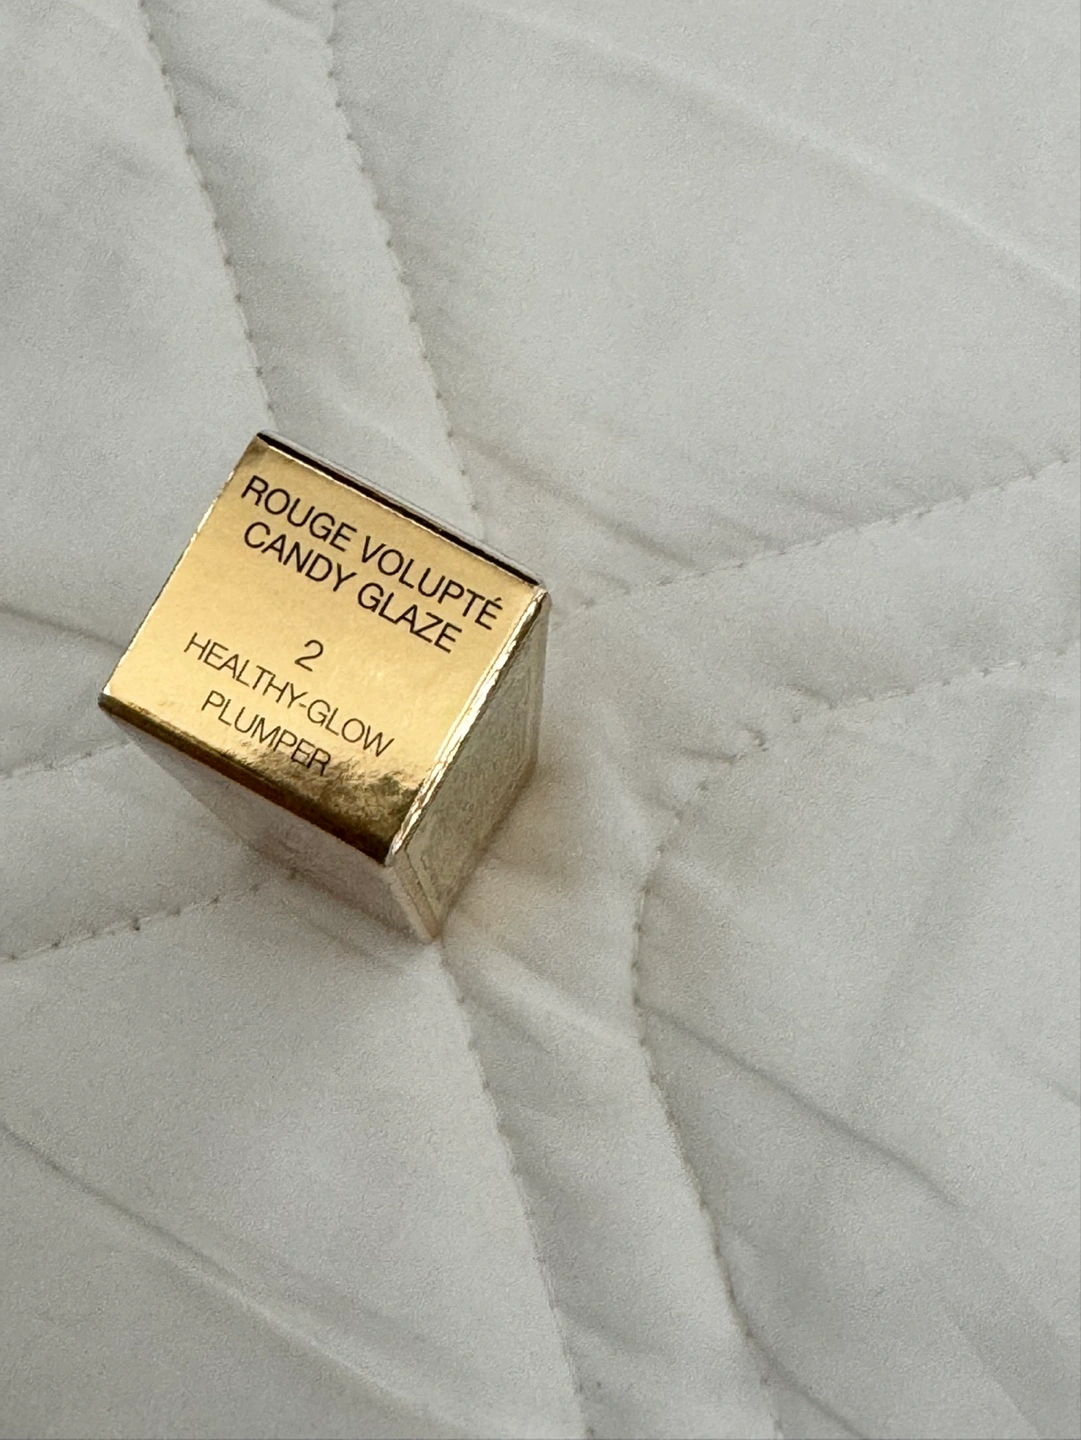 ROUGE VOLUPTÉ
CANDY GLAZE
2
HEALTHY-GLOW
PLUMPER